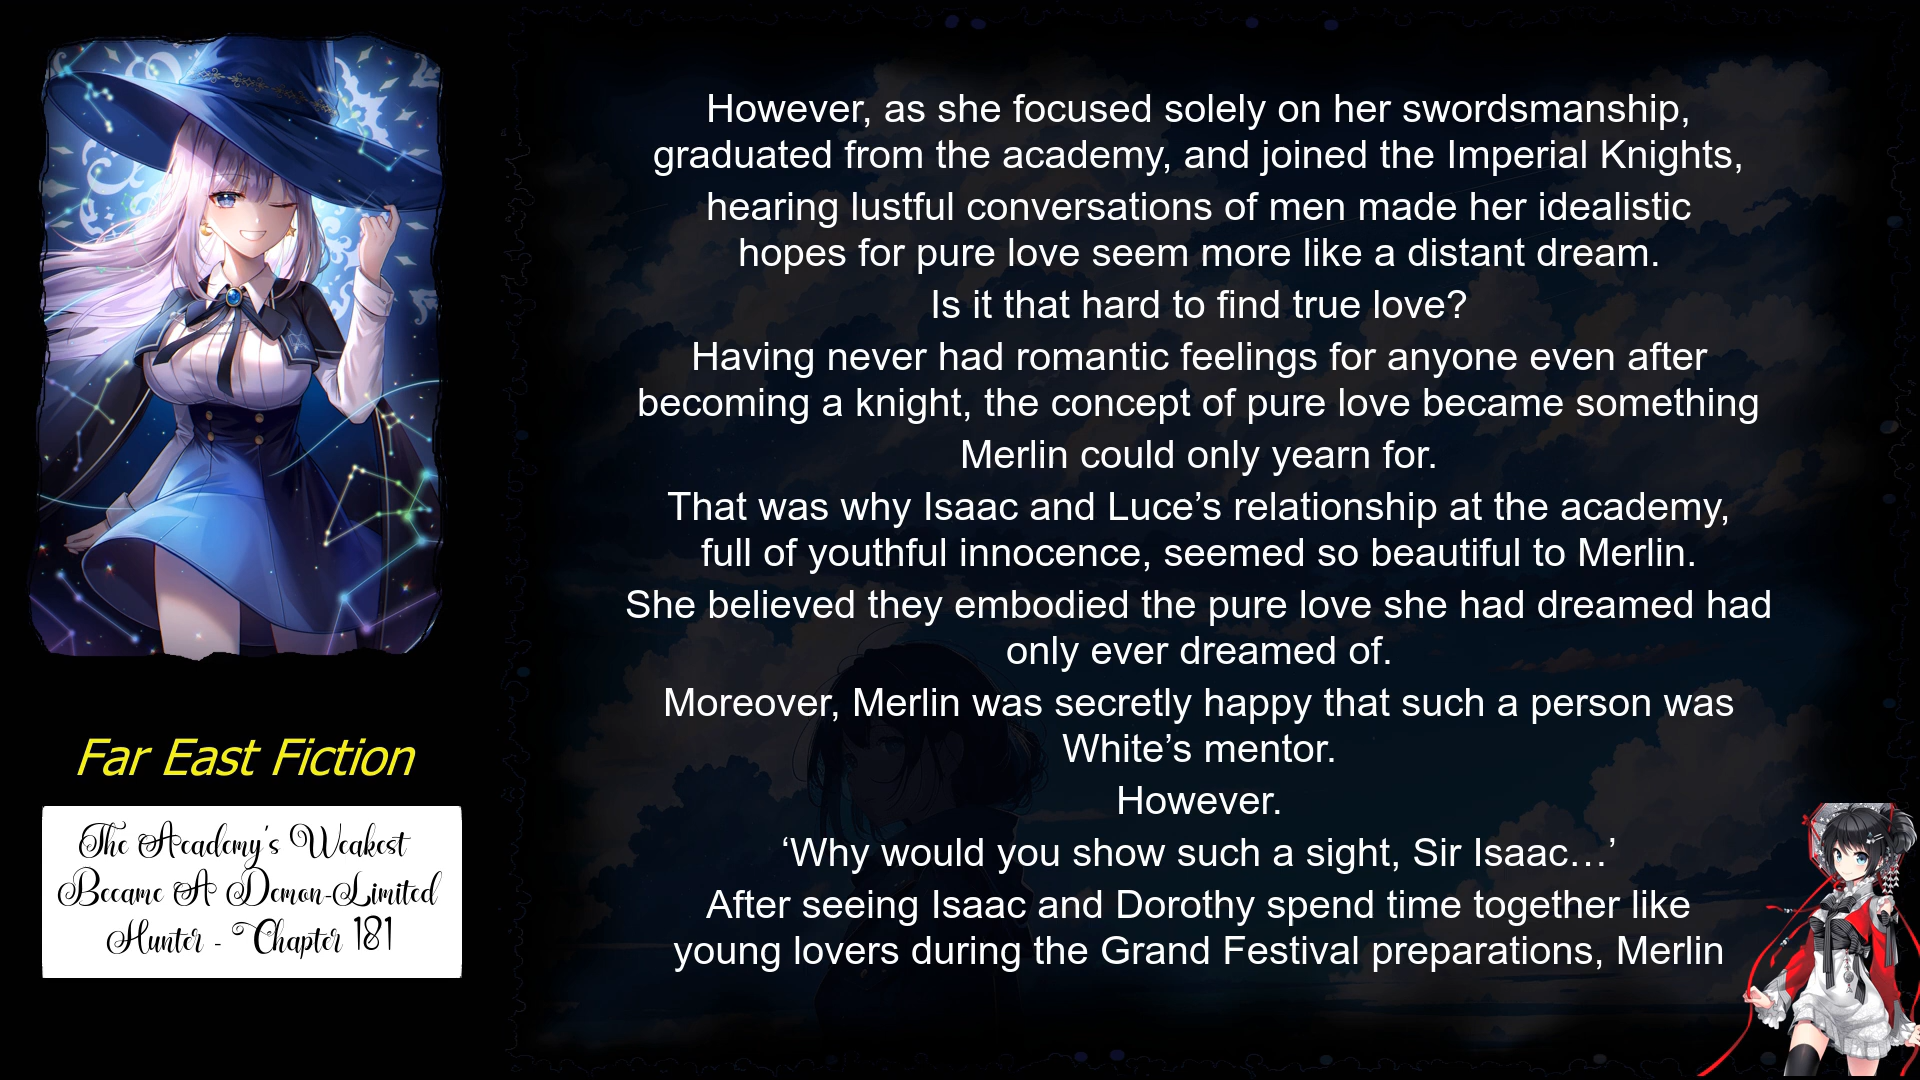 However, as she focused solely on her swordsmanship,
graduated from the academy, and joined the Imperial Knights,
hearing lustful conversations of men made her idealistic
hopes for pure love seem more like a distant dream.
Is it that hard to find true love?
Having never had romantic feelings for anyone even after
becoming a knight, the concept of pure love became something
Merlin could only yearn for.
That was why Isaac and Luce’s relationship at the academy,
full of youthful innocence, seemed so beautiful to Merlin.
She believed they embodied the pure love she had dreamed had
only ever dreamed of.
Moreover, Merlin was secretly happy that such a person was
White’s mentor.
However.
‘Why would you show such a sight, Sir Isaac…’
After seeing Isaac and Dorothy spend time together like
young lovers during the Grand Festival preparations, Merlin
Far East Fiction
The Academy's Weakest
Became A Demon-Limited
Hunter - Chapter 181